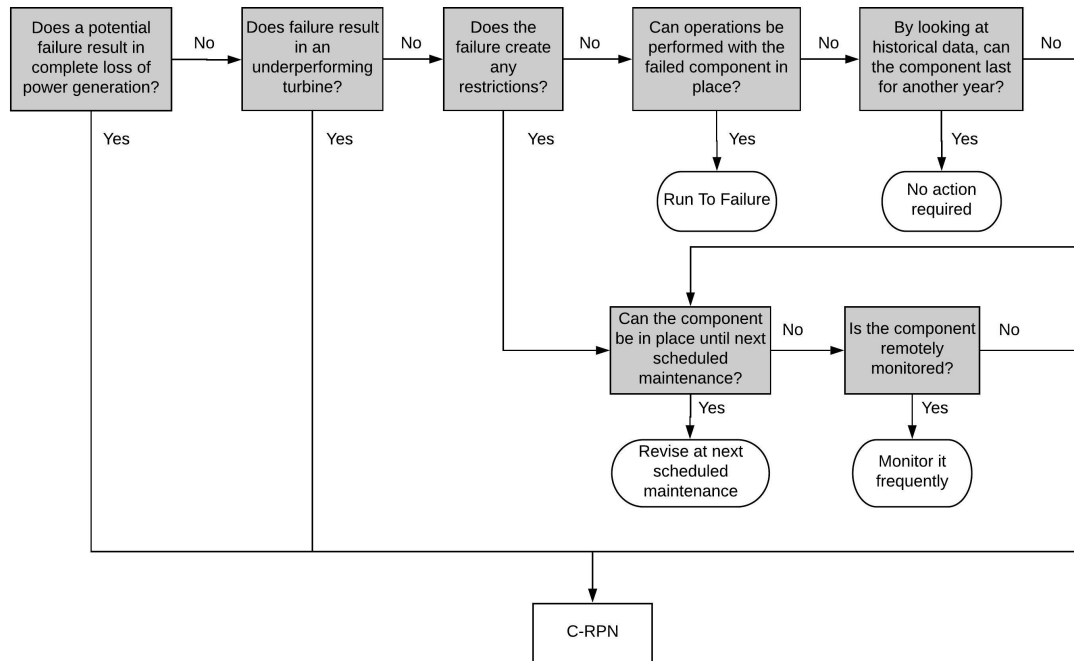 Does a potential
failure result in
complete loss of
power generation?
No
Does failure result
in an
underperforming
turbine?
No
Does the
failure create
any
restrictions?
No
Can operations be
performed with the
failed component in
place?
No
By looking at
historical data, can
the component last
for another year?
No
Yes
Yes
Yes
Yes
Yes
Run To Failure
No action
required
Can the component
be in place until next
scheduled
maintenance?
No
Is the component
remotely
monitored?
No
Yes
Yes
Revise at next
scheduled
maintenance
Monitor it
frequently
C-RPN